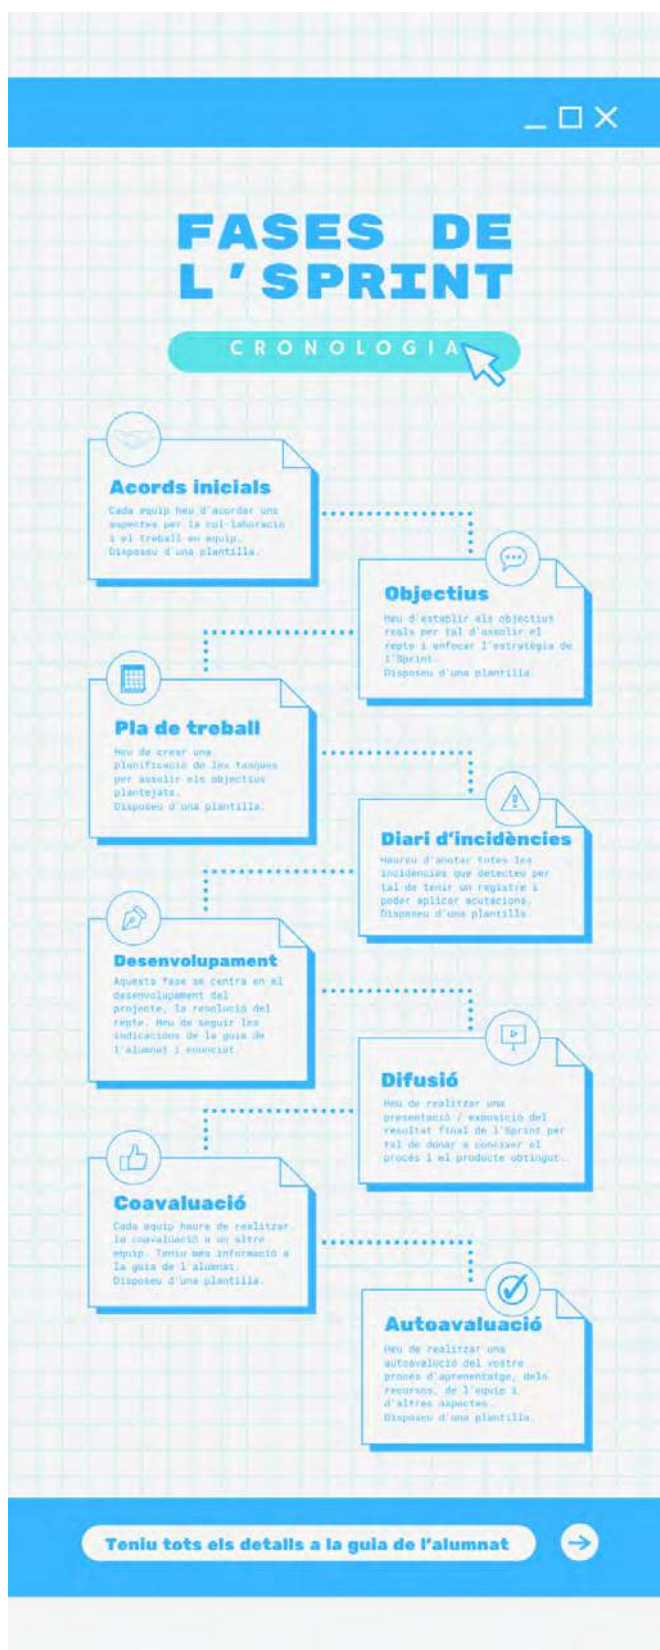 FASES DE
L'SPRINT
CRONOLOGIA
Acords inicials
Cada equip heu d'acordar uns
aspectes per la col·laboració
i el treball en equip.
Disposeu d'una plantilla.
Objectius
Heu d'establir els objectius
reals per tal d'assolir el
repte i enfocar l'estratègia de
l'Sprint.
Disposeu d'una plantilla.
Pla de treball
Heu de crear una
planificació de les tasques
per assolir els objectius
plantejats.
Disposeu d'una plantilla.
Diari d'incidències
Haureu d'anotar totes les
incidències que detecteu per
tal de tenir un registre i
poder aplicar acutacions.
Disposeu d'una plantilla.
Desenvolupament
Aquesta fase se centra en el
desenvolupament del
projecte, la resolució del
repte. Heu de seguir les
indicacions de la guia de
l'alumnat i enunciat.
Difusió
Heu de realitzar una
presentació / exposició del
resultat final de l'Sprint per
tal de donar a conèixer el
procés i el producte obtingut.
Coavaluació
Cada equip haure de realitzar
la coavaluació a un altre
equip. Teniu més informació a
la guia de l'alumnat.
Disposeu d'una plantilla.
Autoavaluació
Heu de realitzar una
autoavalució del vostre
procés d'aprenentatge, dels
recursos, de l'equip i
d'altres aspectes.
Disposeu d'una plantilla.
Teniu tots els detalls a la guia de l'alumnat